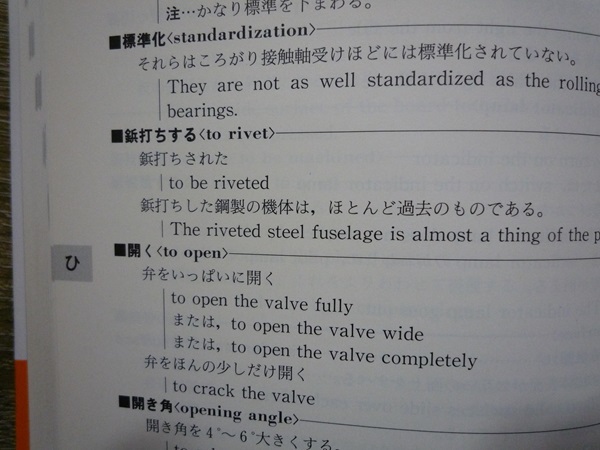 注…かなり標準を下まわる。
■標準化〈standardization〉
それらはころがり接触軸受けほどには標準化されていない。
They are not as well standardized as the rolling
bearings.
■鋲打ちする〈to rivet〉
鋲打ちされた
to be riveted
鋲打ちした鋼製の機体は，ほとんど過去のものである。
The riveted steel fuselage is almost a thing of the p
ひ
■開く〈to open〉
弁をいっぱいに開く
to open the valve fully
または，to open the valve wide
または，to open the valve completely
弁をほんの少しだけ開く
to crack the valve
■開き角〈opening angle〉
開き角を4°～6°大きくする。